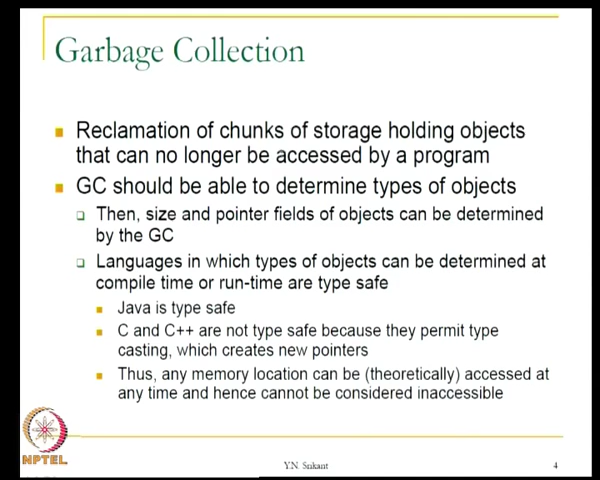 Garbage Collection
Reclamation of chunks of storage holding objects
that can no longer be accessed by a program
GC should be able to determine types of objects
Then, size and pointer fields of objects can be determined
by the GC
Languages in which types of objects can be determined at
compile time or run-time are type safe
Java is type safe
C and C++ are not type safe because they permit type
casting, which creates new pointers
Thus, any memory location can be (theoretically) accessed at
any time and hence cannot be considered inaccessible
NPTEL
Y.N. Srikant
4